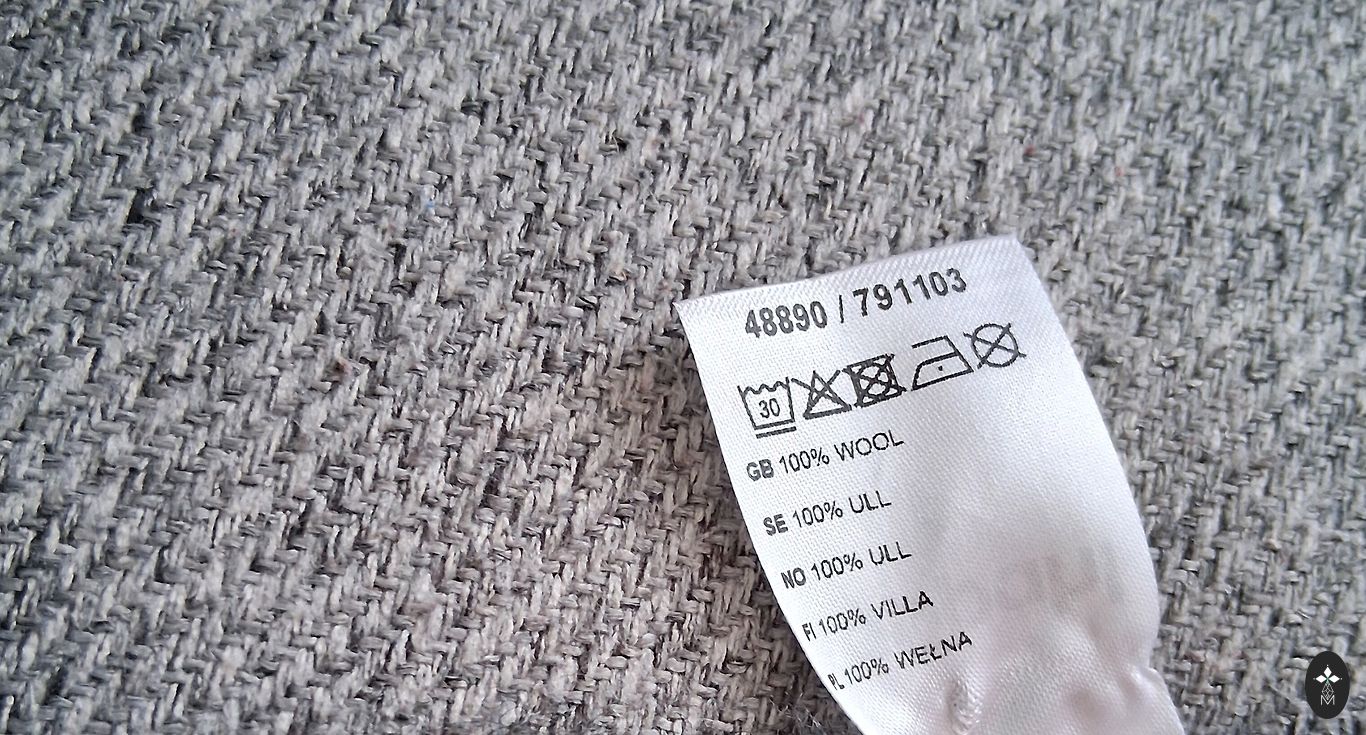 48890 / 791103
30
GB 100% WOOL
SE 100% ULL
NO 100% ULL
FI 100% VILLA
PL 100% WEŁNA
M